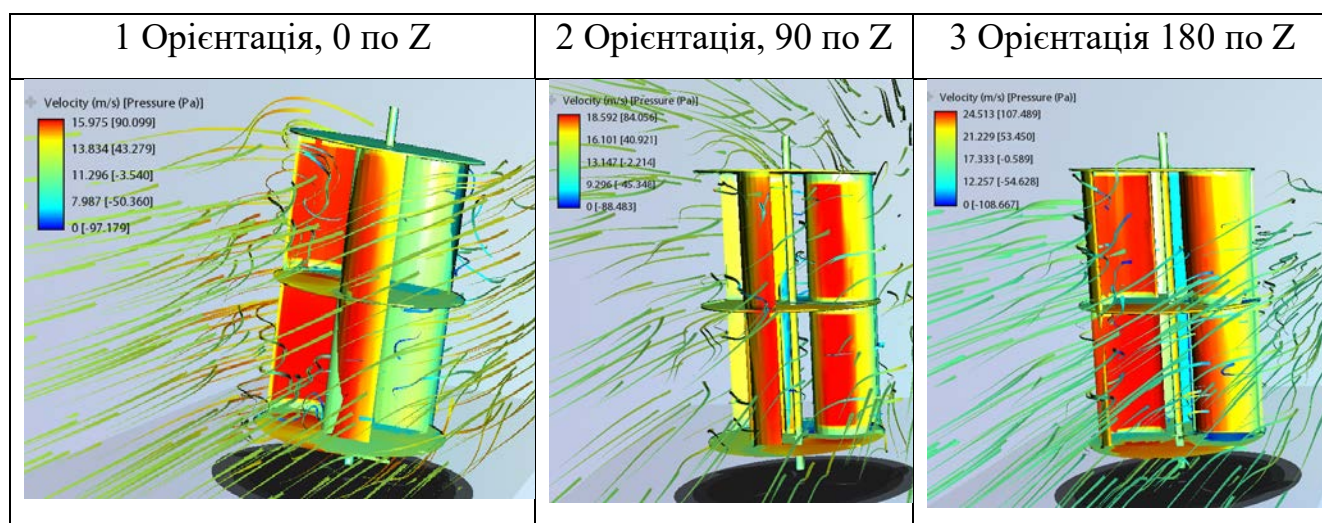 1 Орієнтація, 0 по Z
2 Орієнтація, 90 по Z
3 Орієнтація 180 по Z
Velocity (m/s) [Pressure (Pa)]
15.975 [90.099]
13.834 [43.279]
11.296 [-3.540]
7.987 [-50.360]
0 [-97.179]
Velocity (m/s) [Pressure (Pa)]
18.592 [84.056]
16.101 [40.921]
13.147 [-2.214]
9.296 [-45.348]
0 [-88.483]
Velocity (m/s) [Pressure (Pa)]
24.513 [107.489]
21.229 [53.450]
17.333 [-0.589]
12.257 [-54.628]
0 [-108.667]